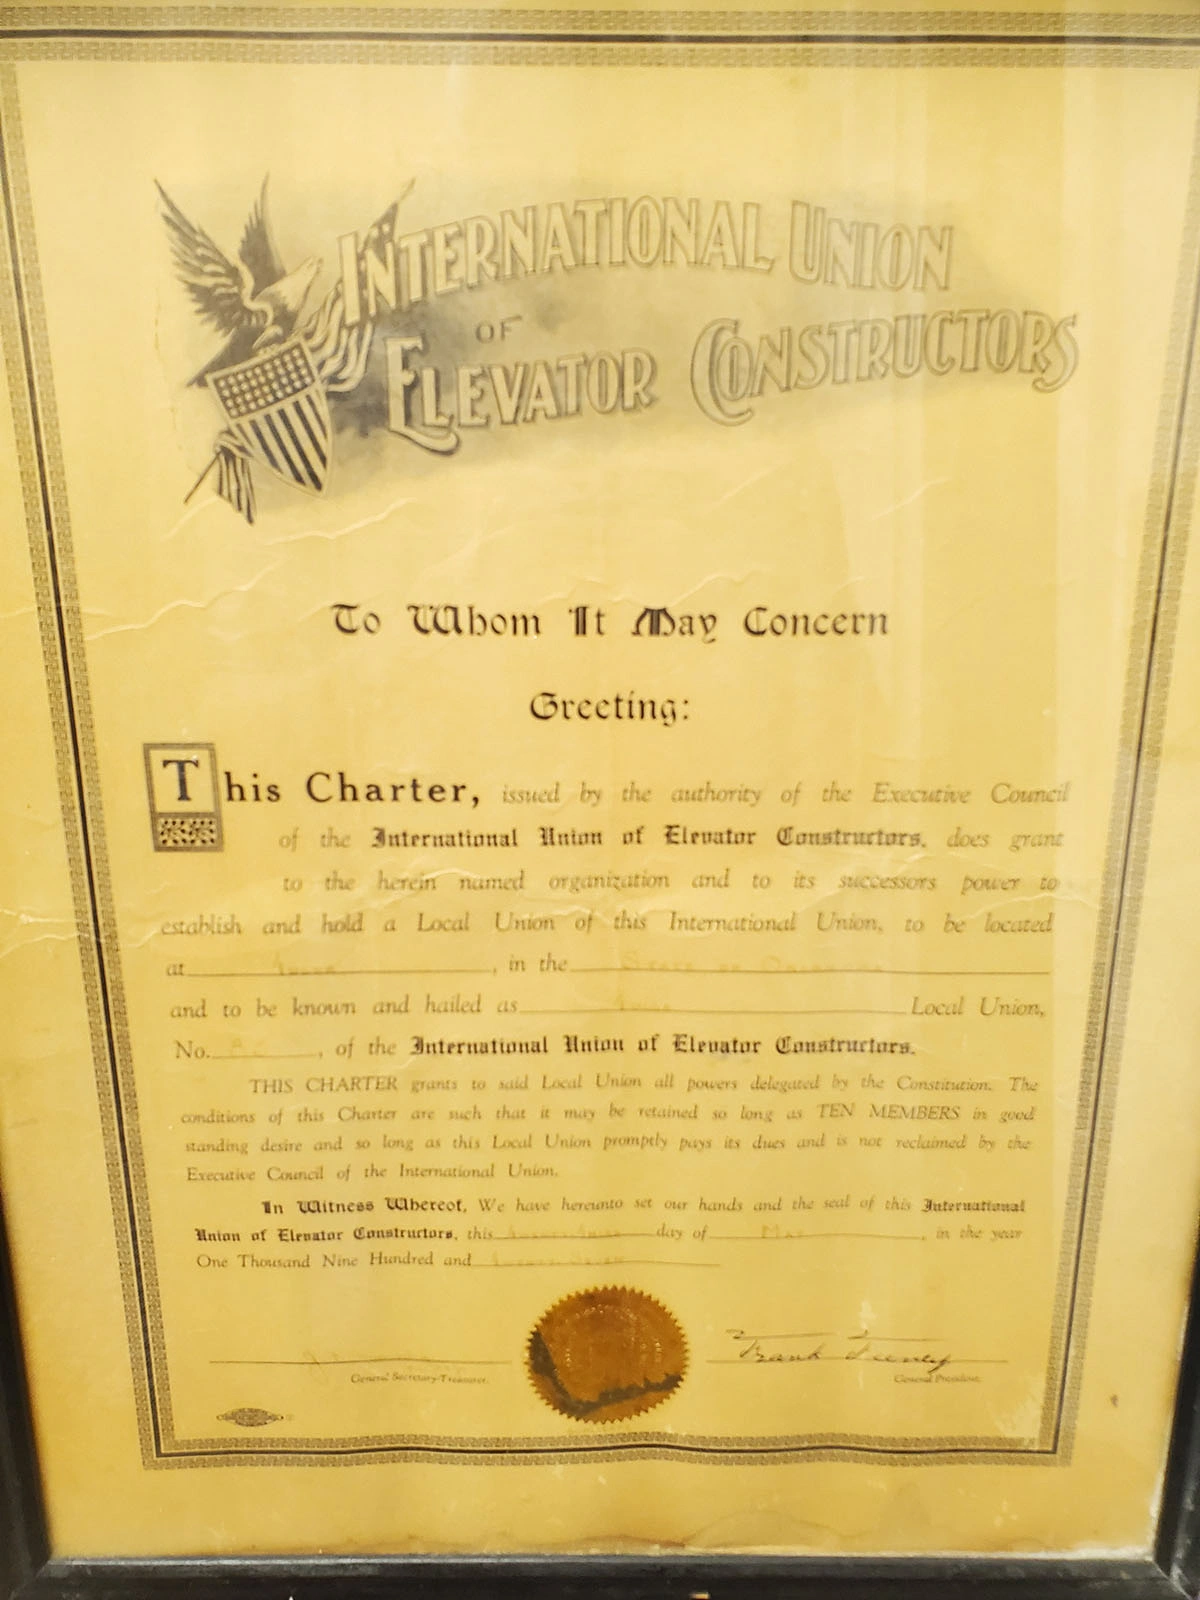 INTERNATIONAL UNION
OF
ELEVATOR CONSTRUCTORS
To Whom It May Concern
Greeting:
This Charter, issued by the authority of the Executive Council
of the International Union of Elevator Constructors, does grant
to the herein named organization and to its successors power to
establish and hold a Local Union of this International Union, to be located
at , in the State of
and to be known and hailed as Local Union,
No. , of the International Union of Elevator Constructors.
THIS CHARTER grants to said Local Union all powers delegated by the Constitution. The
conditions of this Charter are such that it may be retained so long as TEN MEMBERS in good
standing desire and so long as this Local Union promptly pays its dues and is not reclaimed by the
Executive Council of the International Union.
In Witness Whereof, We have hereunto set our hands and the seal of this International
Union of Elevator Constructors, this day of May , in the year
One Thousand Nine Hundred and
Frank Feeney
General Secretary-Treasurer. General President.